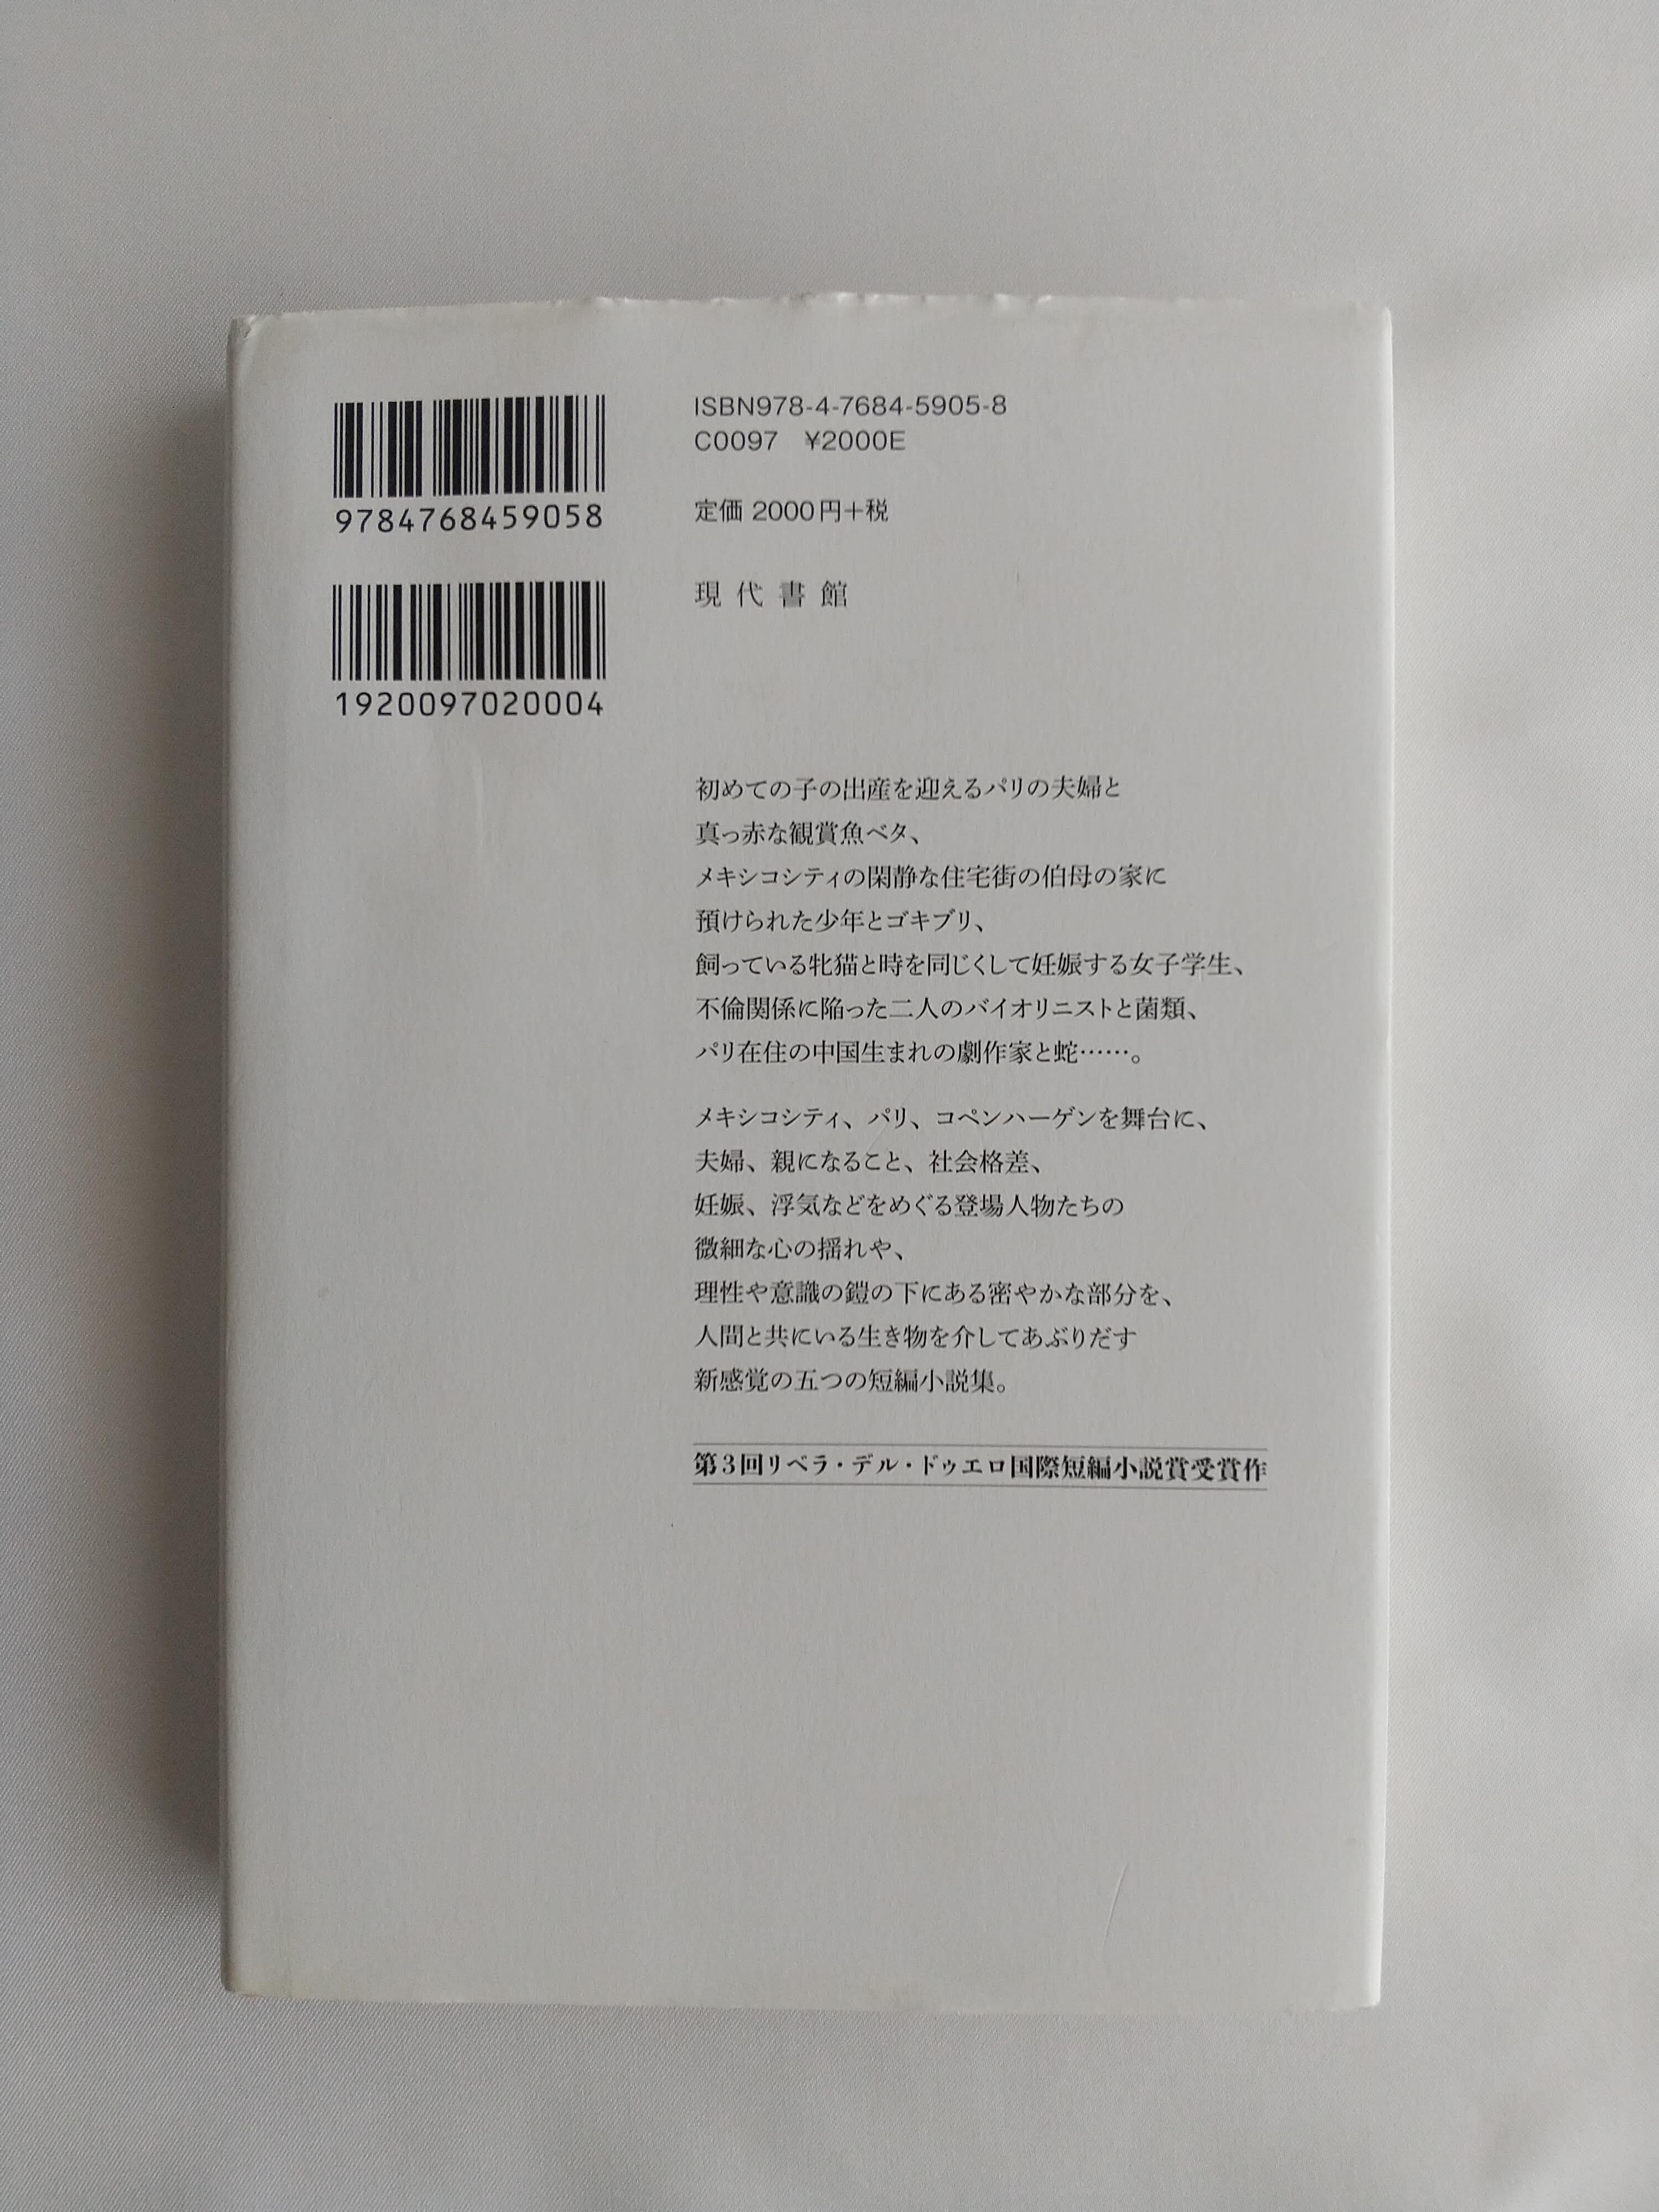 9784768459058
1920097020004
ISBN978-4-7684-5905-8
C0097 ¥2000E
定価 2000円+税
現代書館
初めての子の出産を迎えるパリの夫婦と
真っ赤な観賞魚ベタ、
メキシコシティの閑静な住宅街の伯母の家に
預けられた少年とゴキブリ、
飼っている牝猫と時を同じくして妊娠する女子学生、
不倫関係に陥った二人のバイオリニストと菌類、
パリ在住の中国生まれの劇作家と蛇……。
メキシコシティ、パリ、コペンハーゲンを舞台に、
夫婦、親になること、社会格差、
妊娠、浮気などをめぐる登場人物たちの
微細な心の揺れや、
理性や意識の鎧の下にある密やかな部分を、
人間と共にいる生き物を介してあぶりだす
新感覚の五つの短編小説集。
第3回リベラ・デル・ドゥエロ国際短編小説賞受賞作